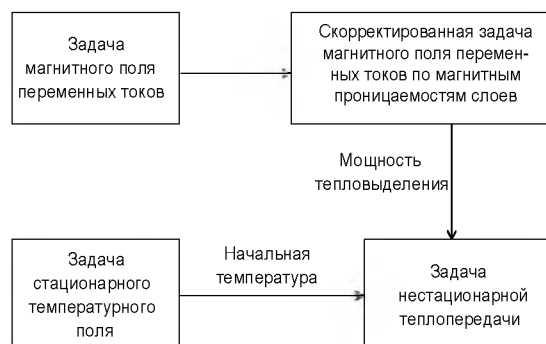 Задача
магнитного поля
переменных токов
Скорректированная задача
магнитного поля перемен-
ных токов по магнитным
проницаемостям слоев
Мощность
тепловыделения
Задача
стационарного
температурного
поля
Начальная
температура
Задача
нестационарной
теплопередачи